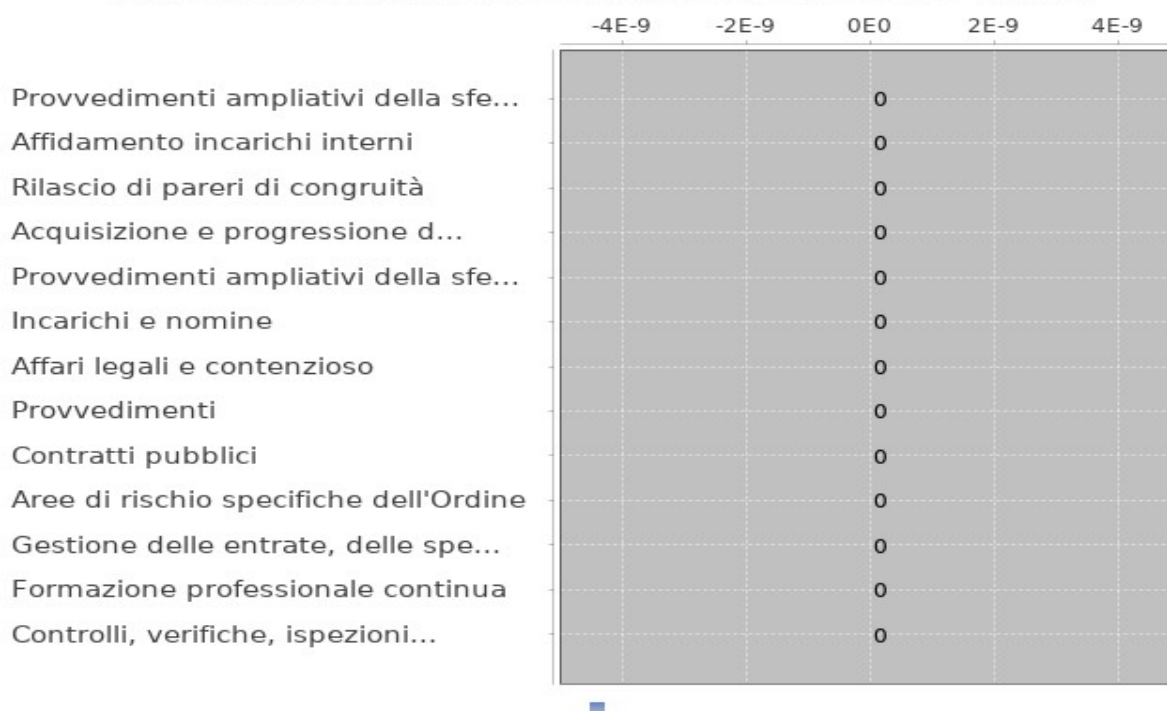 -4E-9 -2E-9 0E0 2E-9 4E-9
Provvedimenti ampliativi della sfe... 0
Affidamento incarichi interni 0
Rilascio di pareri di congruità 0
Acquisizione e progressione d... 0
Provvedimenti ampliativi della sfe... 0
Incarichi e nomine 0
Affari legali e contenzioso 0
Provvedimenti 0
Contratti pubblici 0
Aree di rischio specifiche dell'Ordine 0
Gestione delle entrate, delle spe... 0
Formazione professionale continua 0
Controlli, verifiche, ispezioni... 0